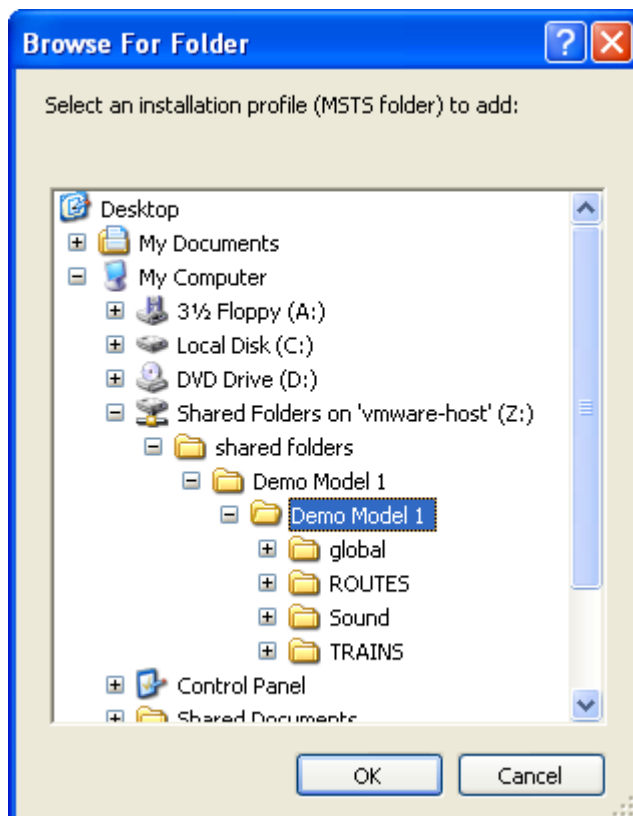 Browse For Folder
Select an installation profile (MSTS folder) to add:
Desktop
My Documents
My Computer
3½ Floppy (A:)
Local Disk (C:)
DVD Drive (D:)
Shared Folders on 'vmware-host' (Z:)
shared folders
Demo Model 1
Demo Model 1
global
ROUTES
Sound
TRAINS
Control Panel
Shared Documents
OK Cancel